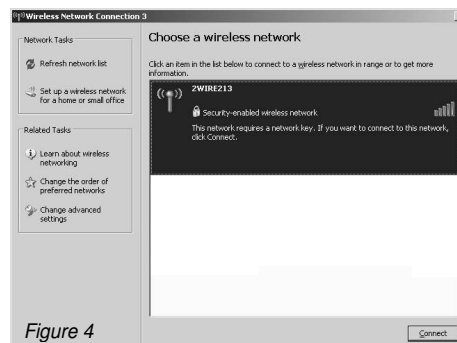 Wireless Network Connection 3
Network Tasks
Refresh network list
Set up a wireless network
for a home or small office
Related Tasks
Learn about wireless
networking
Change the order of
preferred networks
Change advanced
settings
Choose a wireless network
Click an item in the list below to connect to a wireless network in range or to get more
information.
2WIRE213
Security-enabled wireless network
This network requires a network key. If you want to connect to this network,
click Connect.
Connect
Figure 4